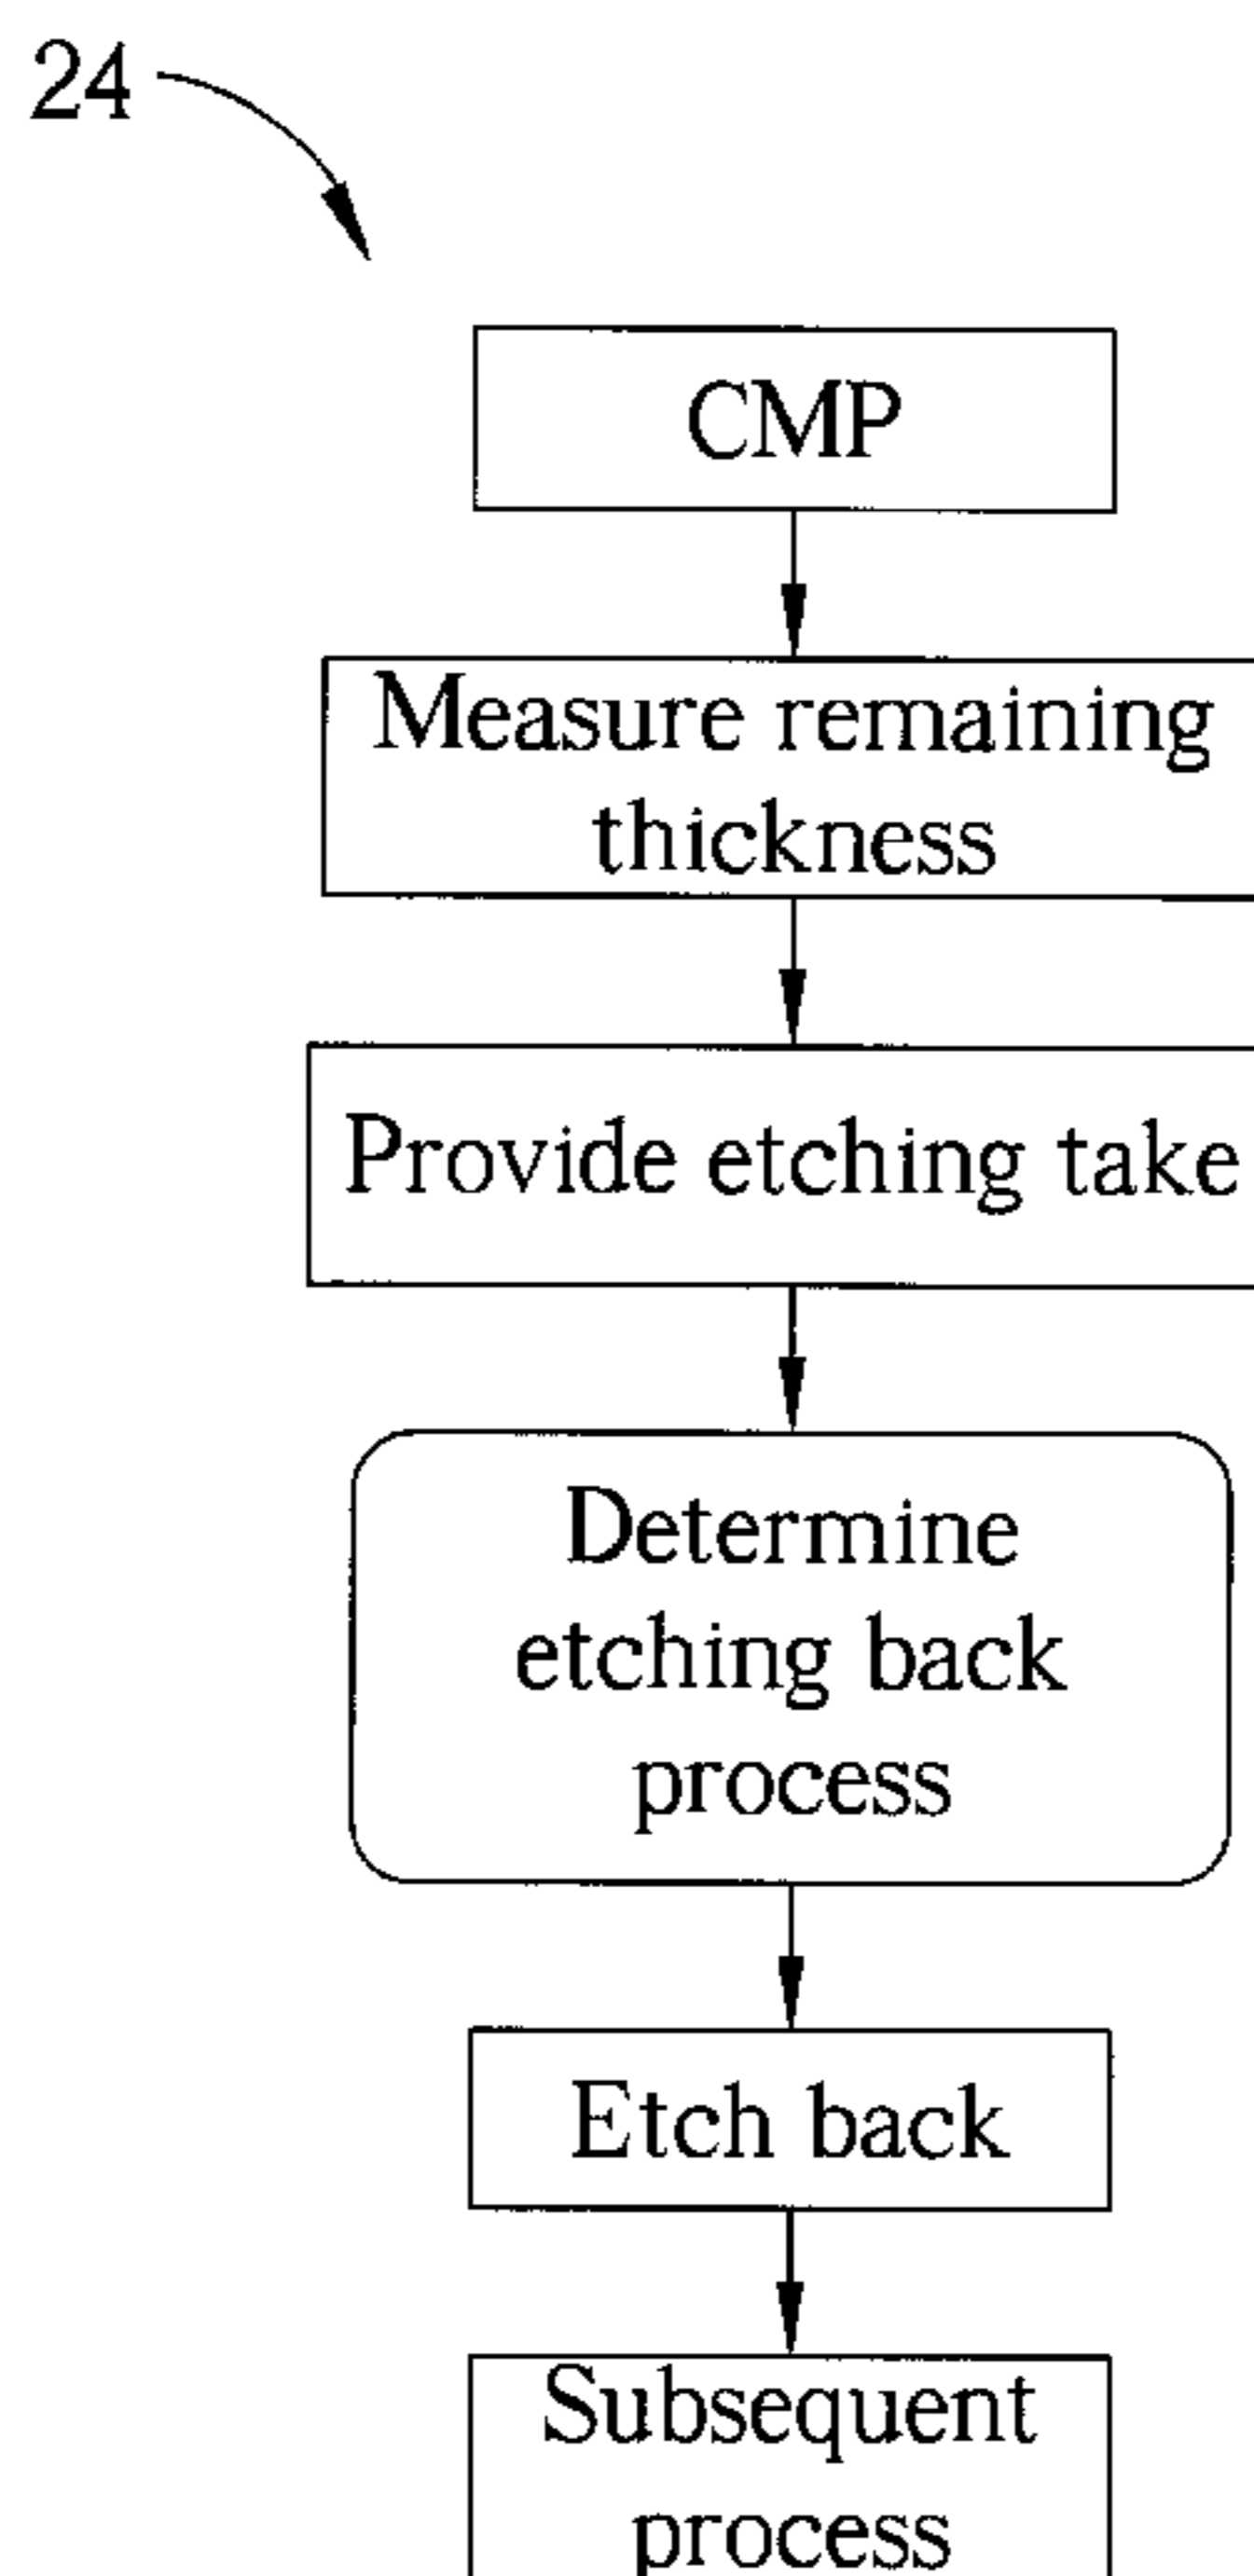 24
CMP
Measure remaining
thickness
Provide etching take
Determine
etching back
process
Etch back
Subsequent
process